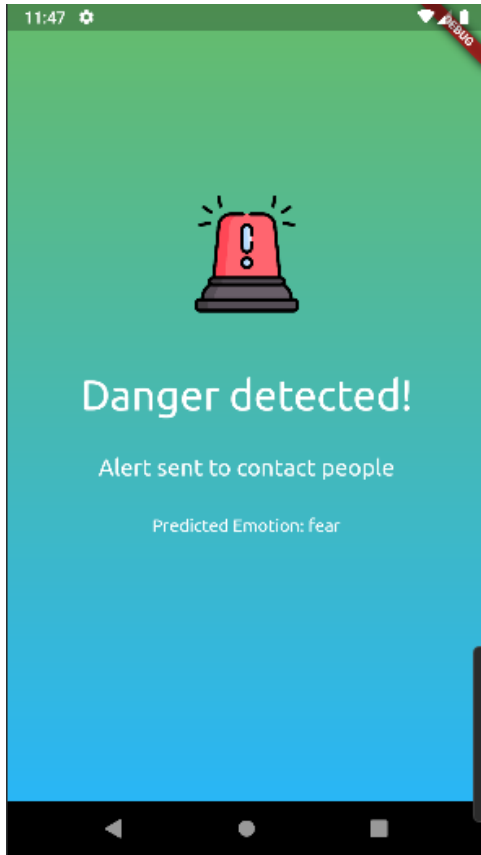 11:47
DEBUG
Danger detected!
Alert sent to contact people
Predicted Emotion: fear